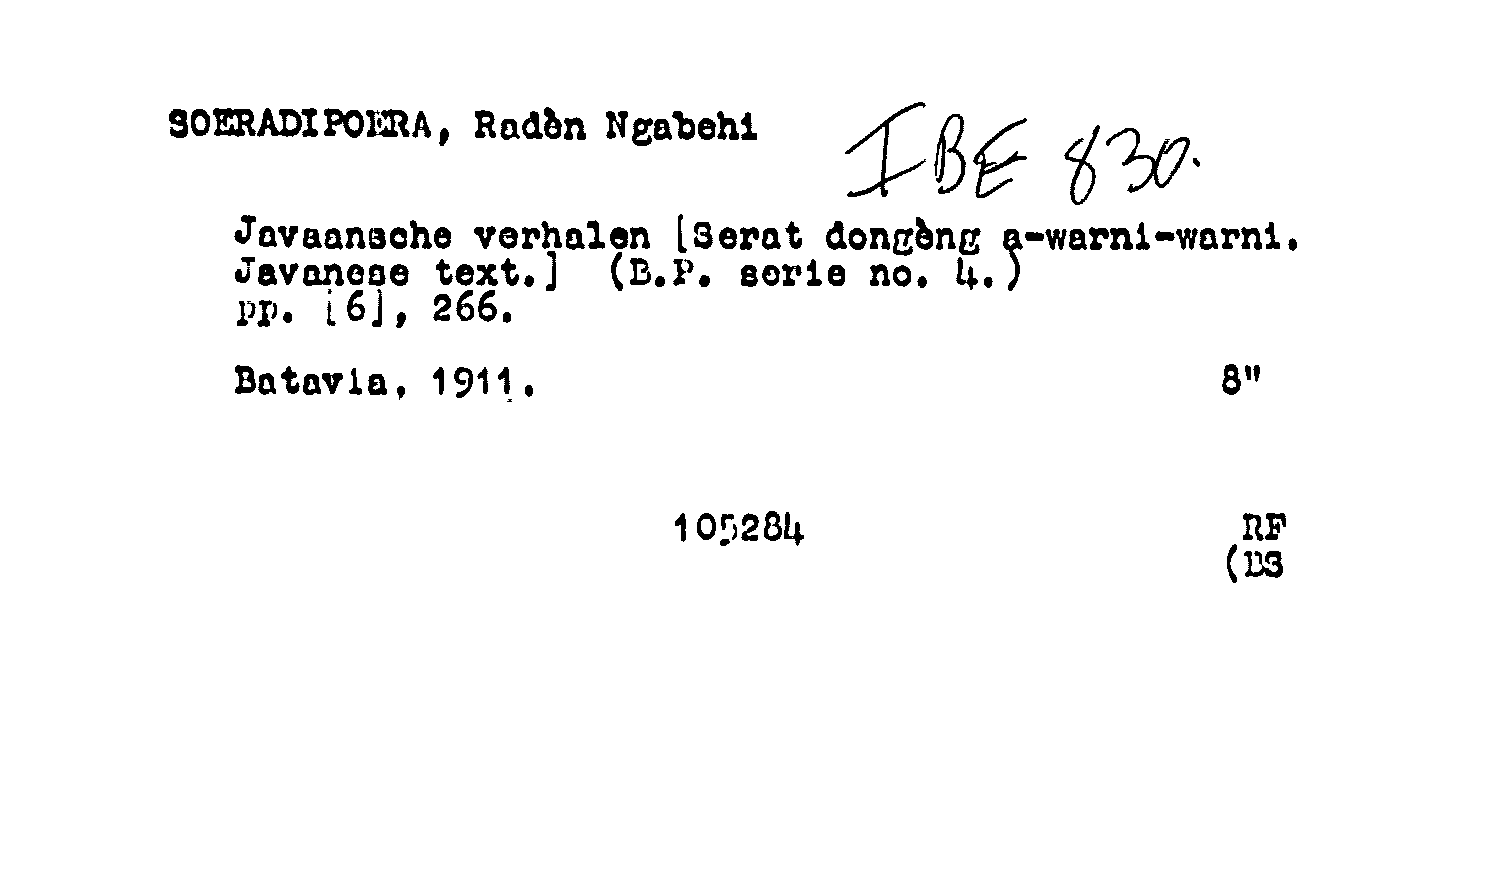 SOERADIPOERA, Radèn Ngabehi
IBE 830.
Javaansche verhalen [Serat dongèng a-warni-warni.
Javanese text.] (B.P. serie no. 4.)
pp. [6], 266.
Batavia, 1911. 8"
105284 RF
(BS